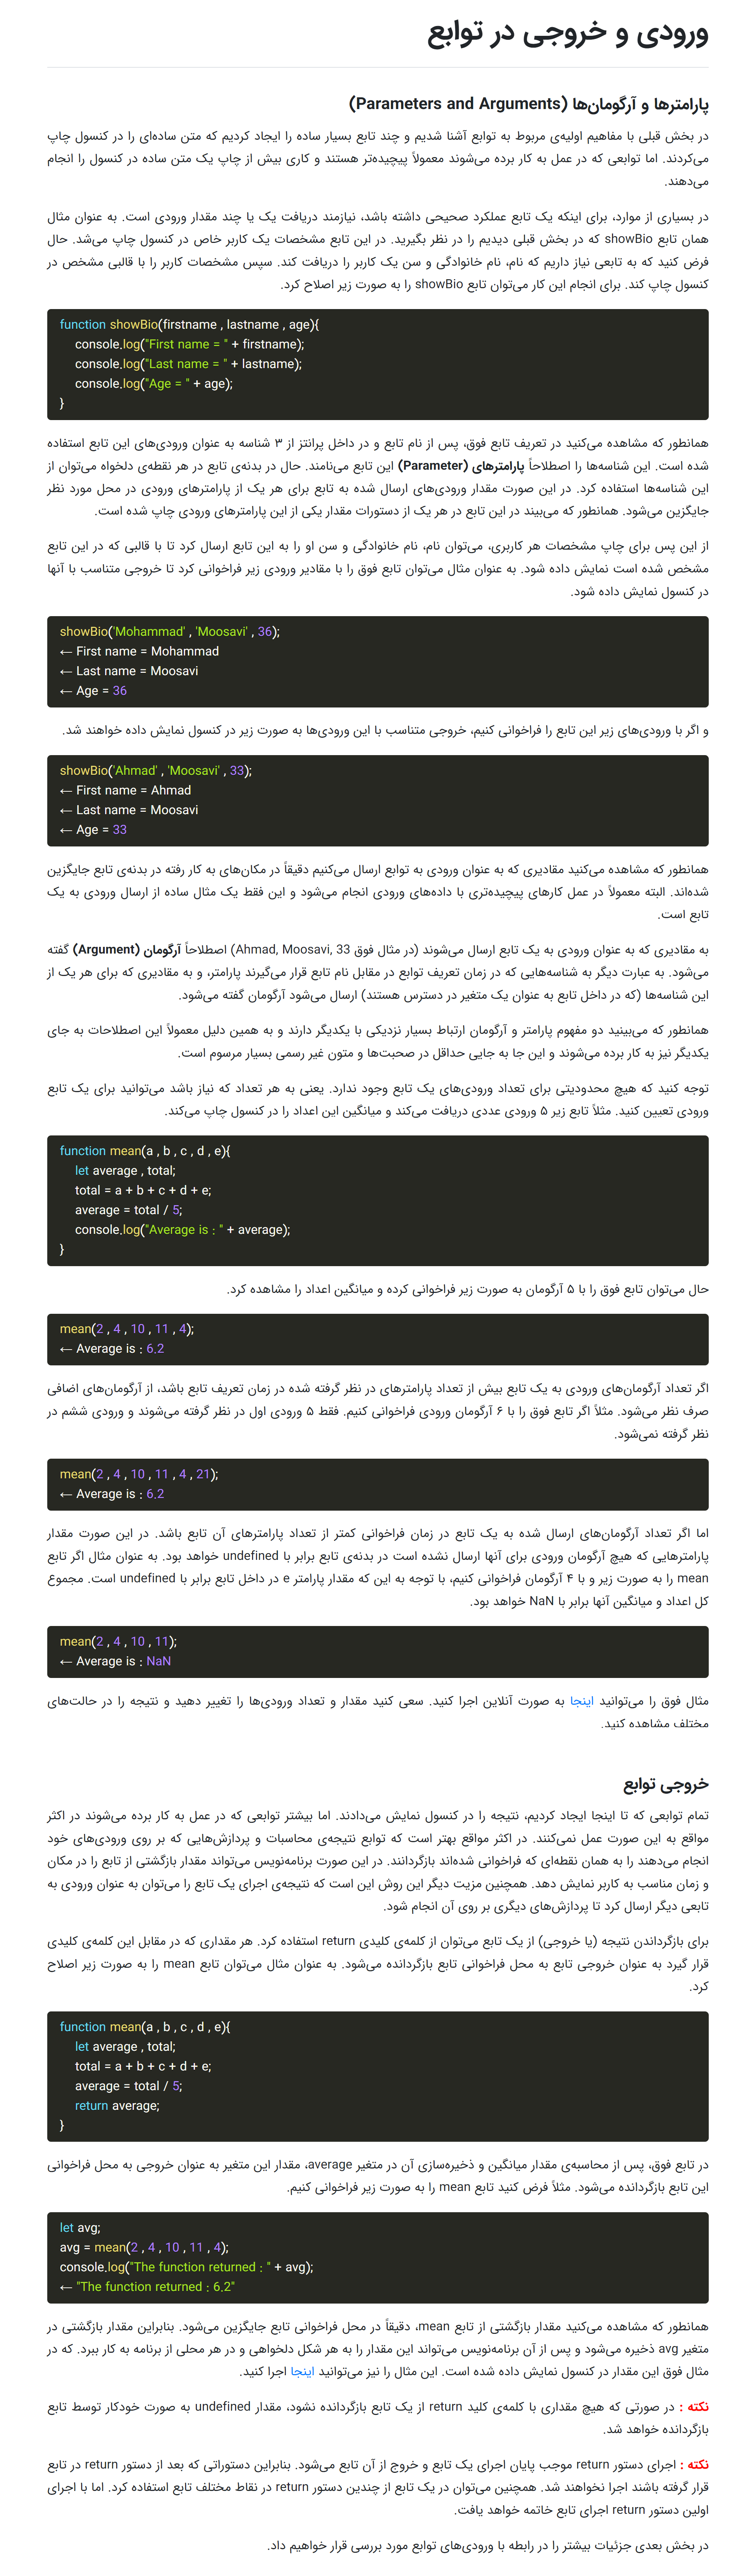 ورودی و خروجی در توابع
پارامترها و آرگومان‌ها (Parameters and Arguments)
در بخش قبلی با مفاهیم اولیه‌ی مربوط به توابع آشنا شدیم و چند تابع بسیار ساده را ایجاد کردیم که متن ساده‌ای را در کنسول چاپ
می‌کردند. اما توابعی که در عمل به کار برده می‌شوند معمولاً پیچیده‌تر هستند و کاری بیش از چاپ یک متن ساده در کنسول را انجام
می‌دهند.
در بسیاری از موارد، برای اینکه یک تابع عملکرد صحیحی داشته باشد، نیازمند دریافت یک یا چند مقدار ورودی است. به عنوان مثال
همان تابع showBio که در بخش قبلی دیدیم را در نظر بگیرید. در این تابع مشخصات یک کاربر خاص در کنسول چاپ می‌شد. حال
فرض کنید که به تابعی نیاز داریم که نام، نام خانوادگی و سن یک کاربر را دریافت کند. سپس مشخصات کاربر را با قالبی مشخص در
کنسول چاپ کند. برای انجام این کار می‌توان تابع showBio را به صورت زیر اصلاح کرد.
function showBio(firstname , lastname , age){
console.log("First name = " + firstname);
console.log("Last name = " + lastname);
console.log("Age = " + age);
}
همانطور که مشاهده می‌کنید در تعریف تابع فوق، پس از نام تابع و در داخل پرانتز از ۳ شناسه به عنوان ورودی‌های این تابع استفاده
شده است. این شناسه‌ها را اصطلاحاً پارامترهای (Parameter) این تابع می‌نامند. حال در بدنه‌ی تابع در هر نقطه‌ی دلخواه می‌توان از
این شناسه‌ها استفاده کرد. در این صورت مقدار ورودی‌های ارسال شده به تابع برای هر یک از پارامترهای ورودی در محل مورد نظر
جایگزین می‌شود. همانطور که می‌بیند در این تابع در هر یک از دستورات مقدار یکی از این پارامترهای ورودی چاپ شده است.
از این پس برای چاپ مشخصات هر کاربری، می‌توان نام، نام خانوادگی و سن او را به این تابع ارسال کرد تا با قالبی که در این تابع
مشخص شده است نمایش داده شود. به عنوان مثال می‌توان تابع فوق را با مقادیر ورودی زیر فراخوانی کرد تا خروجی متناسب با آنها
در کنسول نمایش داده شود.
showBio('Mohammad' , 'Moosavi' , 36);
← First name = Mohammad
← Last name = Moosavi
← Age = 36
و اگر با ورودی‌های زیر این تابع را فراخوانی کنیم، خروجی متناسب با این ورودی‌ها به صورت زیر در کنسول نمایش داده خواهند شد.
showBio('Ahmad' , 'Moosavi' , 33);
← First name = Ahmad
← Last name = Moosavi
← Age = 33
همانطور که مشاهده می‌کنید مقادیری که به عنوان ورودی به توابع ارسال می‌کنیم دقیقاً در مکان‌های به کار رفته در بدنه‌ی تابع جایگزین
شده‌اند. البته معمولاً در عمل کارهای پیچیده‌تری با داده‌های ورودی انجام می‌شود و این فقط یک مثال ساده از ارسال ورودی به یک
تابع است.
به مقادیری که به عنوان ورودی به یک تابع ارسال می‌شوند (در مثال فوق Ahmad, Moosavi, 33) اصطلاحاً آرگومان (Argument) گفته
می‌شود. به عبارت دیگر به شناسه‌هایی که در زمان تعریف توابع در مقابل نام تابع قرار می‌گیرند پارامتر، و به مقادیری که برای هر یک از
این شناسه‌ها (که در داخل تابع به عنوان یک متغیر در دسترس هستند) ارسال می‌شود آرگومان گفته می‌شود.
همانطور که می‌بینید دو مفهوم پارامتر و آرگومان ارتباط بسیار نزدیکی با یکدیگر دارند و به همین دلیل معمولاً این اصطلاحات به جای
یکدیگر نیز به کار برده می‌شوند و این جا به جایی حداقل در صحبت‌ها و متون غیر رسمی بسیار مرسوم است.
توجه کنید که هیچ محدودیتی برای تعداد ورودی‌های یک تابع وجود ندارد. یعنی به هر تعداد که نیاز باشد می‌توانید برای یک تابع
ورودی تعیین کنید. مثلاً تابع زیر ۵ ورودی عددی دریافت می‌کند و میانگین این اعداد را در کنسول چاپ می‌کند.
function mean(a , b , c , d , e){
let average , total;
total = a + b + c + d + e;
average = total / 5;
console.log("Average is : " + average);
}
حال می‌توان تابع فوق را با ۵ آرگومان به صورت زیر فراخوانی کرده و میانگین اعداد را مشاهده کرد.
mean(2 , 4 , 10 , 11 , 4);
← Average is : 6.2
اگر تعداد آرگومان‌های ورودی به یک تابع بیش از تعداد پارامترهای در نظر گرفته شده در زمان تعریف تابع باشد، از آرگومان‌های اضافی
صرف نظر می‌شود. مثلاً اگر تابع فوق را با ۶ آرگومان ورودی فراخوانی کنیم. فقط ۵ ورودی اول در نظر گرفته می‌شوند و ورودی ششم در
نظر گرفته نمی‌شود.
mean(2 , 4 , 10 , 11 , 4 , 21);
← Average is : 6.2
اما اگر تعداد آرگومان‌های ارسال شده به یک تابع در زمان فراخوانی کمتر از تعداد پارامترهای آن تابع باشد. در این صورت مقدار
پارامترهایی که هیچ آرگومان ورودی برای آنها ارسال نشده است در بدنه‌ی تابع برابر با undefined خواهد بود. به عنوان مثال اگر تابع
mean را به صورت زیر و با ۴ آرگومان فراخوانی کنیم، با توجه به این که مقدار پارامتر e در داخل تابع برابر با undefined است. مجموع
کل اعداد و میانگین آنها برابر با NaN خواهد بود.
mean(2 , 4 , 10 , 11);
← Average is : NaN
مثال فوق را می‌توانید اینجا به صورت آنلاین اجرا کنید. سعی کنید مقدار و تعداد ورودی‌ها را تغییر دهید و نتیجه را در حالت‌های
مختلف مشاهده کنید.
خروجی توابع
تمام توابعی که تا اینجا ایجاد کردیم، نتیجه را در کنسول نمایش می‌دادند. اما بیشتر توابعی که در عمل به کار برده می‌شوند در اکثر
مواقع به این صورت عمل نمی‌کنند. در اکثر مواقع بهتر است که توابع نتیجه‌ی محاسبات و پردازش‌هایی که بر روی ورودی‌های خود
انجام می‌دهند را به همان نقطه‌ای که فراخوانی شده‌اند بازگردانند. در این صورت برنامه‌نویس می‌تواند مقدار بازگشتی از تابع را در مکان
و زمان مناسب به کاربر نمایش دهد. همچنین مزیت دیگر این روش این است که نتیجه‌ی اجرای یک تابع را می‌توان به عنوان ورودی به
تابعی دیگر ارسال کرد تا پردازش‌های دیگری بر روی آن انجام شود.
برای بازگرداندن نتیجه (یا خروجی) از یک تابع می‌توان از کلمه‌ی کلیدی return استفاده کرد. هر مقداری که در مقابل این کلمه‌ی کلیدی
قرار گیرد به عنوان خروجی تابع به محل فراخوانی تابع بازگردانده می‌شود. به عنوان مثال می‌توان تابع mean را به صورت زیر اصلاح
کرد.
function mean(a , b , c , d , e){
let average , total;
total = a + b + c + d + e;
average = total / 5;
return average;
}
در تابع فوق، پس از محاسبه‌ی مقدار میانگین و ذخیره‌سازی آن در متغیر average، مقدار این متغیر به عنوان خروجی به محل فراخوانی
این تابع بازگردانده می‌شود. مثلاً فرض کنید تابع mean را به صورت زیر فراخوانی کنیم.
let avg;
avg = mean(2 , 4 , 10 , 11 , 4);
console.log("The function returned : " + avg);
← "The function returned : 6.2"
همانطور که مشاهده می‌کنید مقدار بازگشتی از تابع mean، دقیقاً در محل فراخوانی تابع جایگزین می‌شود. بنابراین مقدار بازگشتی در
متغیر avg ذخیره می‌شود و پس از آن برنامه‌نویس می‌تواند این مقدار را به هر شکل دلخواهی و در هر محلی از برنامه به کار ببرد. که در
مثال فوق این مقدار در کنسول نمایش داده شده است. این مثال را نیز می‌توانید اینجا اجرا کنید.
نکته : در صورتی که هیچ مقداری با کلمه‌ی کلید return از یک تابع بازگردانده نشود، مقدار undefined به صورت خودکار توسط تابع
بازگردانده خواهد شد.
نکته : اجرای دستور return موجب پایان اجرای یک تابع و خروج از آن تابع می‌شود. بنابراین دستوراتی که بعد از دستور return در تابع
قرار گرفته باشند اجرا نخواهند شد. همچنین می‌توان در یک تابع از چندین دستور return در نقاط مختلف تابع استفاده کرد. اما با اجرای
اولین دستور return اجرای تابع خاتمه خواهد یافت.
در بخش بعدی جزئیات بیشتر را در رابطه با ورودی‌های توابع مورد بررسی قرار خواهیم داد.